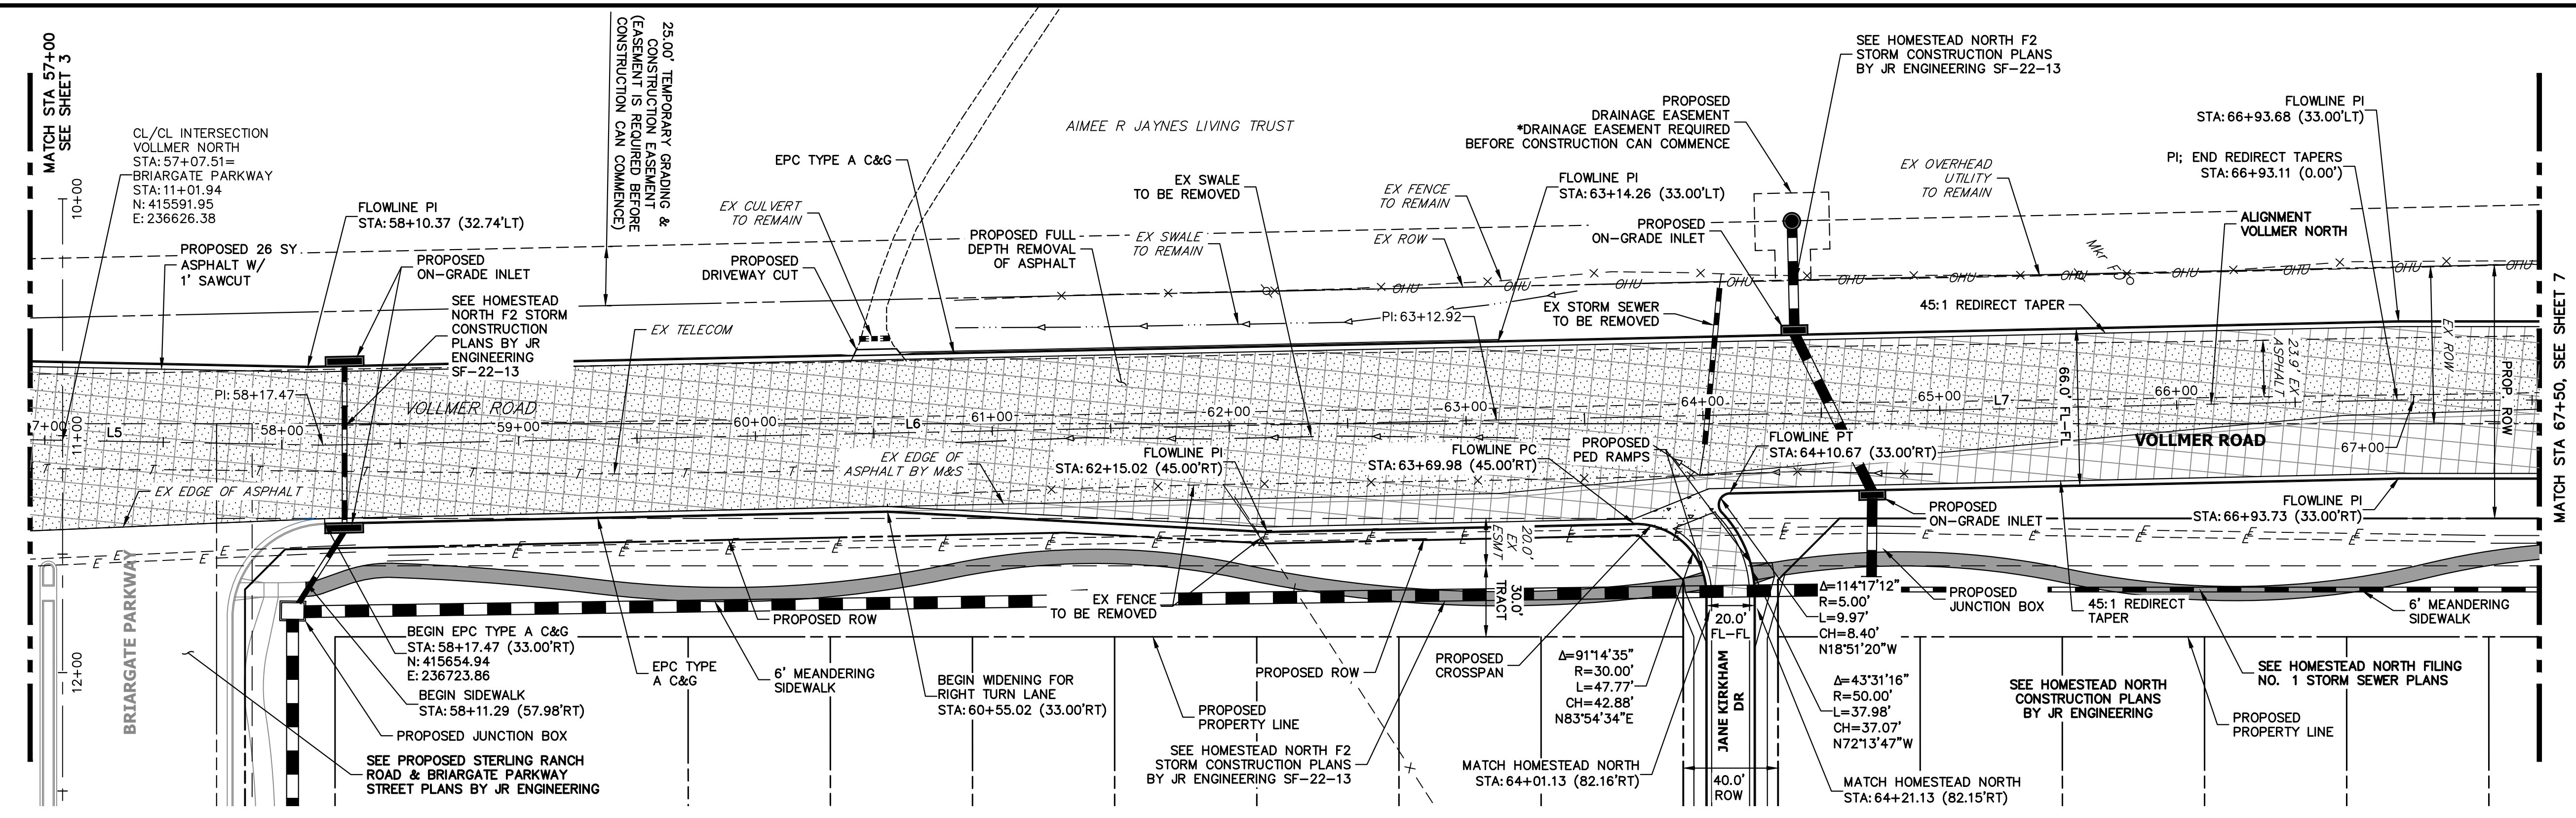 MATCH STA 57+00
SEE SHEET 3
CL/CL INTERSECTION
VOLLMER NORTH
STA: 57+07.51=
BRIARGATE PARKWAY
STA: 11+01.94
N: 415591.95
E: 236626.38
10+00
PROPOSED 26 SY
ASPHALT W/
1' SAWCUT
FLOWLINE PI
STA: 58+10.37 (32.74'LT)
PROPOSED
ON-GRADE INLET
SEE HOMESTEAD
NORTH F2 STORM
CONSTRUCTION
PLANS BY JR
ENGINEERING
SF-22-13
25.00' TEMPORARY GRADING &
CONSTRUCTION EASEMENT
(EASEMENT IS REQUIRED BEFORE
CONSTRUCTION CAN COMMENCE)
EX TELECOM
EX CULVERT
TO REMAIN
PROPOSED
DRIVEWAY CUT
EPC TYPE A C&G
AIMEE R JAYNES LIVING TRUST
PROPOSED FULL
DEPTH REMOVAL
OF ASPHALT
EX SWALE
TO BE REMOVED
EX SWALE
TO REMAIN
EX FENCE
TO REMAIN
EX ROW
PI: 63+12.92
FLOWLINE PI
STA: 63+14.26 (33.00'LT)
PROPOSED
DRAINAGE EASEMENT
*DRAINAGE EASEMENT REQUIRED
BEFORE CONSTRUCTION CAN COMMENCE
PROPOSED
ON-GRADE INLET
EX STORM SEWER
TO BE REMOVED
SEE HOMESTEAD NORTH F2
STORM CONSTRUCTION PLANS
BY JR ENGINEERING SF-22-13
EX OVERHEAD
UTILITY
TO REMAIN
FLOWLINE PI
STA: 66+93.68 (33.00'LT)
PI; END REDIRECT TAPERS
STA: 66+93.11 (0.00')
ALIGNMENT
VOLLMER NORTH
Mkr FO
OHU
OHU
OHU
OHU
OHU
OHU
OHU
OHU
45:1 REDIRECT TAPER
66.0' FL-FL
23.9' EX
ASPHALT
EX ROW
PROP. ROW
MATCH STA 67+50, SEE SHEET 7
PI: 58+17.47
VOLLMER ROAD
7+00
L5
11+00
58+00
59+00
60+00
L6
61+00
62+00
63+00
64+00
65+00
L7
66+00
67+00
VOLLMER ROAD
T T T T T T T T T
EX EDGE OF ASPHALT
EX EDGE OF
ASPHALT BY M&S
FLOWLINE PI
STA: 62+15.02 (45.00'RT)
FLOWLINE PC
STA: 63+69.98 (45.00'RT)
PROPOSED
PED RAMPS
FLOWLINE PT
STA: 64+10.67 (33.00'RT)
PROPOSED
ON-GRADE INLET
FLOWLINE PI
STA: 66+93.73 (33.00'RT)
E E E E E E E E E E E E E E E E E
BRIARGATE PARKWAY
20.0'
EX
ESMT
30.0'
TRACT
12+00
BEGIN EPC TYPE A C&G
STA: 58+17.47 (33.00'RT)
N: 415654.94
E: 236723.86
BEGIN SIDEWALK
STA: 58+11.29 (57.98'RT)
PROPOSED JUNCTION BOX
SEE PROPOSED STERLING RANCH
ROAD & BRIARGATE PARKWAY
STREET PLANS BY JR ENGINEERING
EPC TYPE
A C&G
PROPOSED ROW
6' MEANDERING
SIDEWALK
BEGIN WIDENING FOR
RIGHT TURN LANE
STA: 60+55.02 (33.00'RT)
EX FENCE
TO BE REMOVED
PROPOSED
PROPERTY LINE
PROPOSED ROW
SEE HOMESTEAD NORTH F2
STORM CONSTRUCTION PLANS
BY JR ENGINEERING SF-22-13
PROPOSED
CROSSPAN
Δ=91°14'35"
R=30.00'
L=47.77'
CH=42.88'
N83°54'34"E
MATCH HOMESTEAD NORTH
STA: 64+01.13 (82.16'RT)
20.0'
FL-FL
JANE KIRKHAM
DR
40.0'
ROW
Δ=114°17'12"
R=5.00'
L=9.97'
CH=8.40'
N18°51'20"W
Δ=43°31'16"
R=50.00'
L=37.98'
CH=37.07'
N72°13'47"W
MATCH HOMESTEAD NORTH
STA: 64+21.13 (82.15'RT)
PROPOSED
JUNCTION BOX
45:1 REDIRECT
TAPER
SEE HOMESTEAD NORTH
CONSTRUCTION PLANS
BY JR ENGINEERING
PROPOSED
PROPERTY LINE
SEE HOMESTEAD NORTH FILING
NO. 1 STORM SEWER PLANS
6' MEANDERING
SIDEWALK